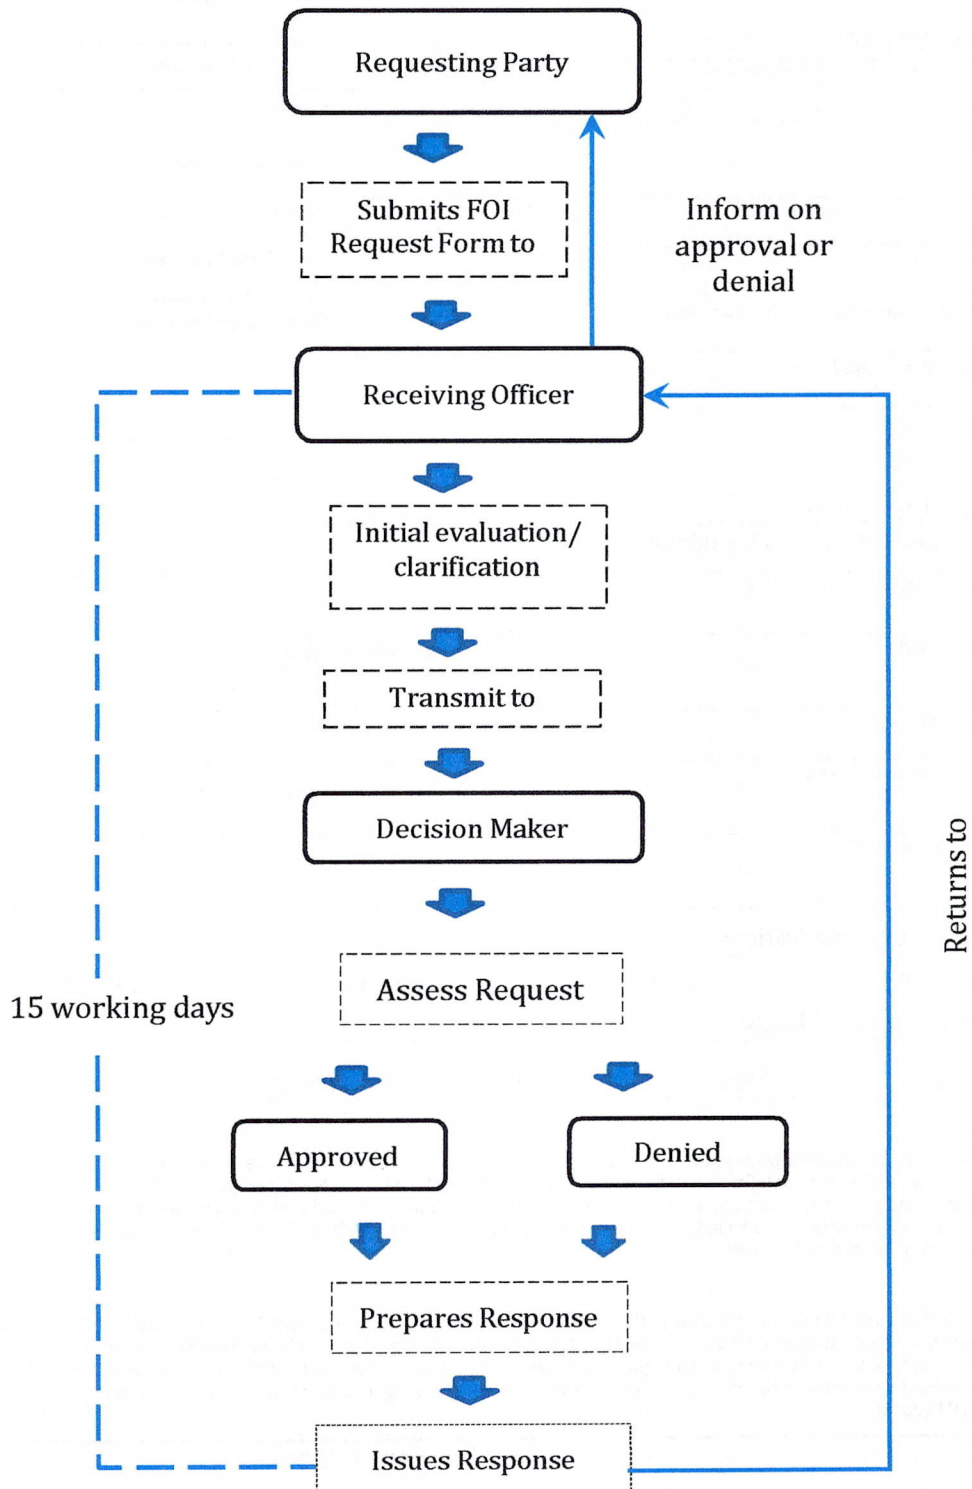 Requesting Party
Submits FOI
Request Form to
Inform on
approval or
denial
Receiving Officer
Initial evaluation/
clarification
Transmit to
Decision Maker
Returns to
Assess Request
15 working days
Approved
Denied
Prepares Response
Issues Response